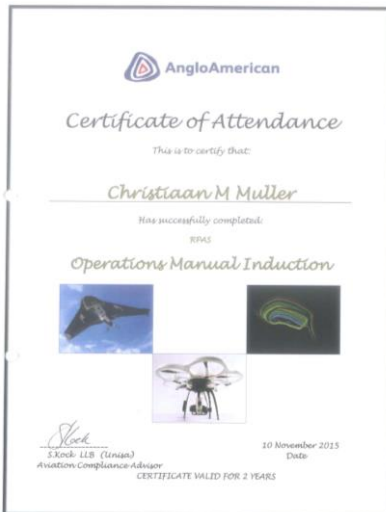 AngloAmerican
Certificate of Attendance
This is to certify that:
Christiaan M Muller
Has successfully completed:
RPAS
Operations Manual Induction
SKock
S.Kock LLB (Unisa)
Aviation Compliance Advisor
10 November 2015
Date
CERTIFICATE VALID FOR 2 YEARS